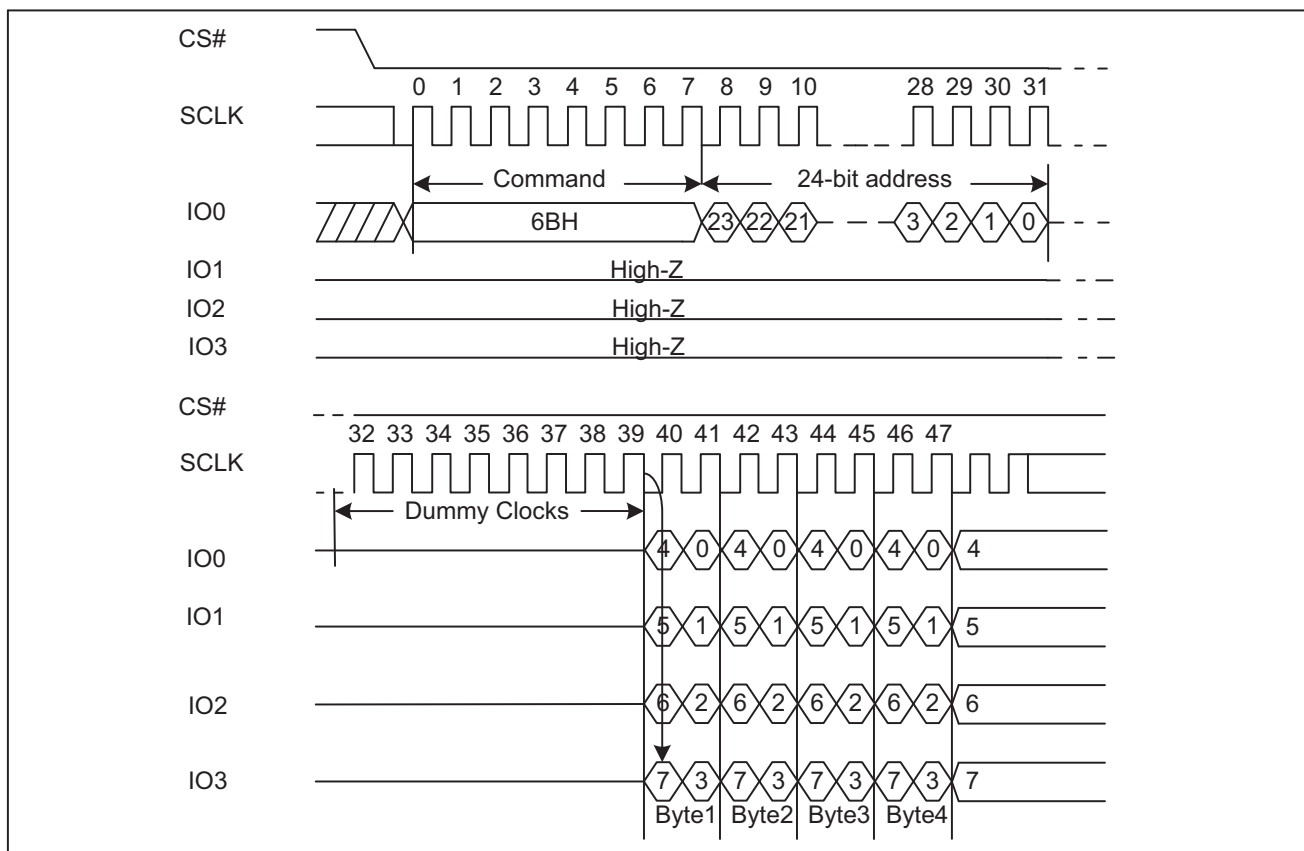 CS#
0 1 2 3 4 5 6 7 8 9 10 28 29 30 31
SCLK
Command 24-bit address
IO0 6BH 23 22 21 3 2 1 0
IO1 High-Z
IO2 High-Z
IO3 High-Z
CS#
32 33 34 35 36 37 38 39 40 41 42 43 44 45 46 47
SCLK
Dummy Clocks
IO0 4 0 4 0 4 0 4 0 4
IO1 5 1 5 1 5 1 5 1 5
IO2 6 2 6 2 6 2 6 2 6
IO3 7 3 7 3 7 3 7 3 7
Byte1 Byte2 Byte3 Byte4